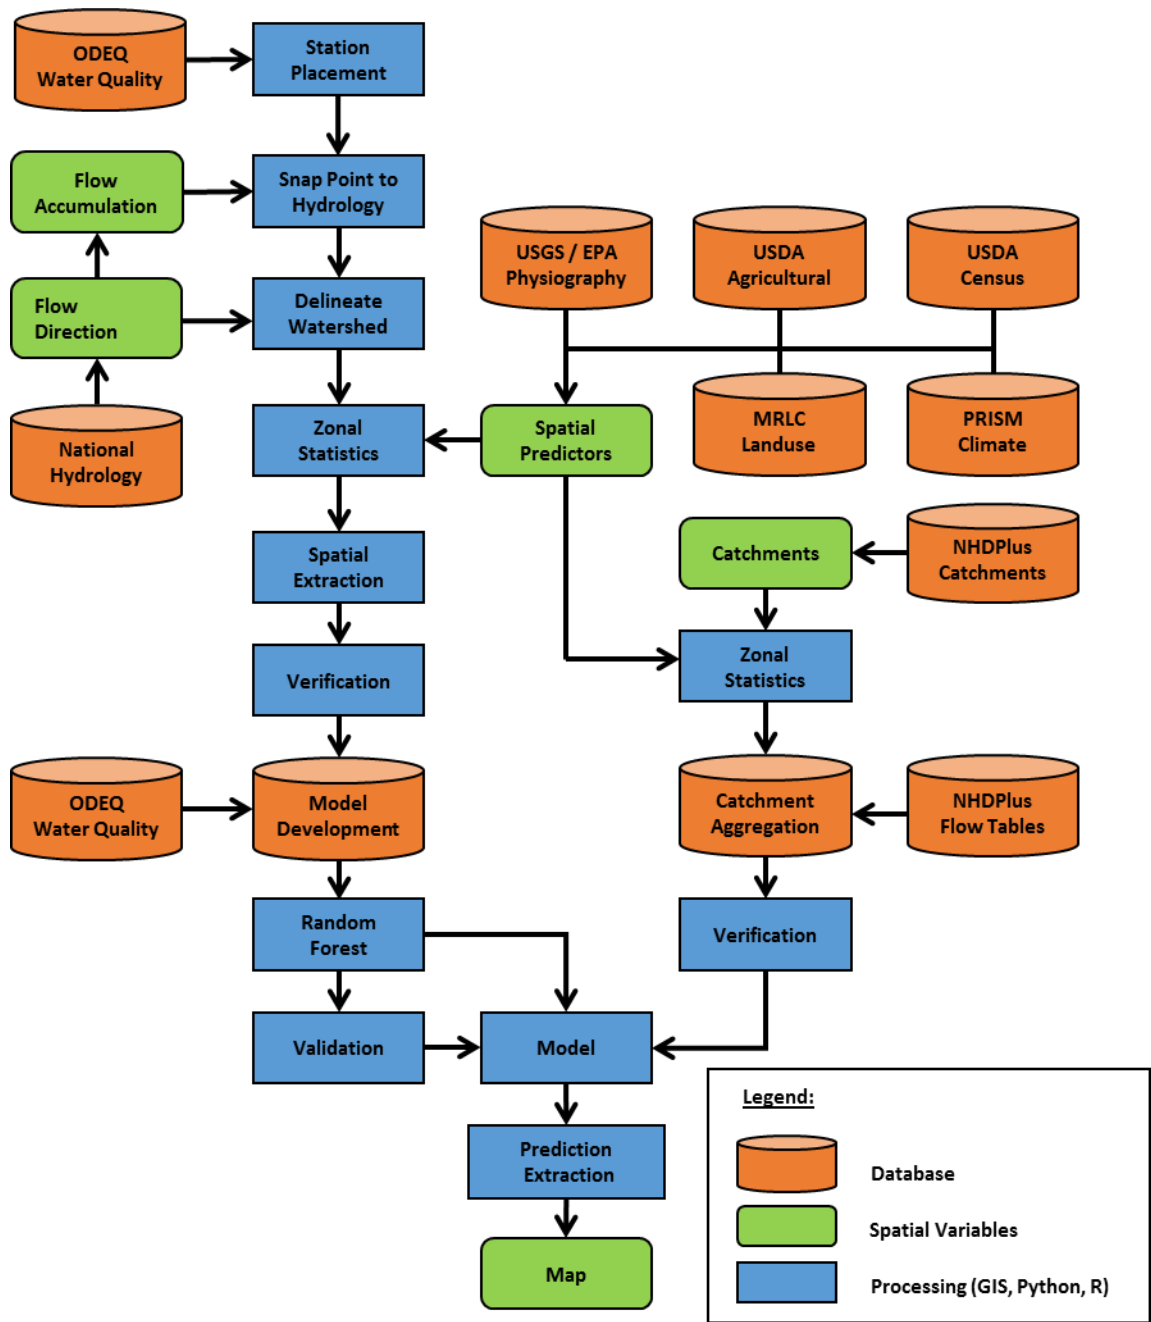 ODEQ
Water Quality
Station
Placement
Flow
Accumulation
Snap Point to
Hydrology
USGS / EPA
Physiography
USDA
Agricultural
USDA
Census
Flow
Direction
Delineate
Watershed
National
Hydrology
Zonal
Statistics
Spatial
Predictors
MRLC
Landuse
PRISM
Climate
Spatial
Extraction
Catchments
NHDPlus
Catchments
Verification
Zonal
Statistics
ODEQ
Water Quality
Model
Development
Catchment
Aggregation
NHDPlus
Flow Tables
Random
Forest
Verification
Validation
Model
Prediction
Extraction
Map
Legend:
Database
Spatial Variables
Processing (GIS, Python, R)